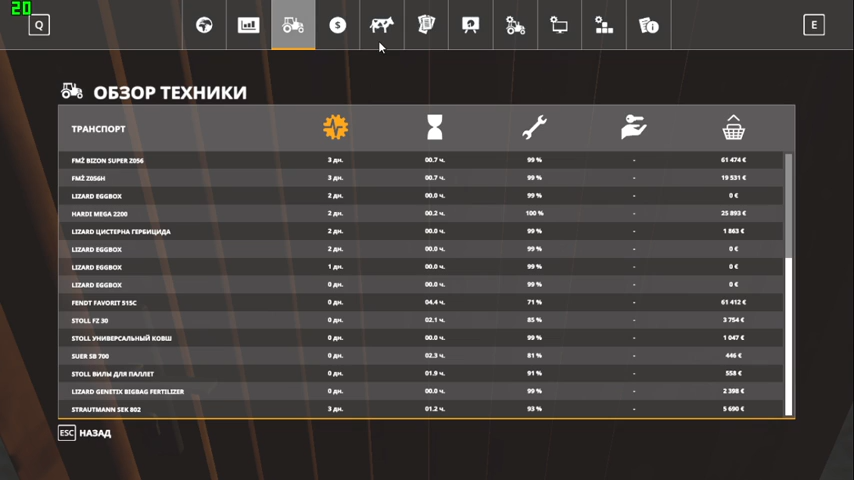 20
Q
E
ОБЗОР ТЕХНИКИ
ТРАНСПОРТ
FMŻ BIZON SUPER Z056 3 дн. 00.7 ч. 99 % - 61 474 €
FMŻ Z056H 3 дн. 00.7 ч. 99 % - 19 531 €
LIZARD EGGBOX 2 дн. 00.0 ч. 99 % - 0 €
HARDI MEGA 2200 2 дн. 00.2 ч. 100 % - 25 893 €
LIZARD ЦИСТЕРНА ГЕРБИЦИДА 2 дн. 00.0 ч. 99 % - 1 863 €
LIZARD EGGBOX 2 дн. 00.0 ч. 99 % - 0 €
LIZARD EGGBOX 1 дн. 00.0 ч. 99 % - 0 €
LIZARD EGGBOX 0 дн. 00.0 ч. 99 % - 0 €
FENDT FAVORIT 515C 0 дн. 04.4 ч. 71 % - 61 412 €
STOLL FZ 30 0 дн. 02.1 ч. 85 % - 3 754 €
STOLL УНИВЕРСАЛЬНЫЙ КОВШ 0 дн. 00.0 ч. 99 % - 1 047 €
SUER SB 700 0 дн. 02.3 ч. 81 % - 446 €
STOLL ВИЛЫ ДЛЯ ПАЛЛЕТ 0 дн. 01.9 ч. 91 % - 558 €
LIZARD GENETIX BIGBAG FERTILIZER 0 дн. 00.0 ч. 99 % - 2 398 €
STRAUTMANN SEK 802 3 дн. 01.2 ч. 93 % - 5 690 €
ESC НАЗАД